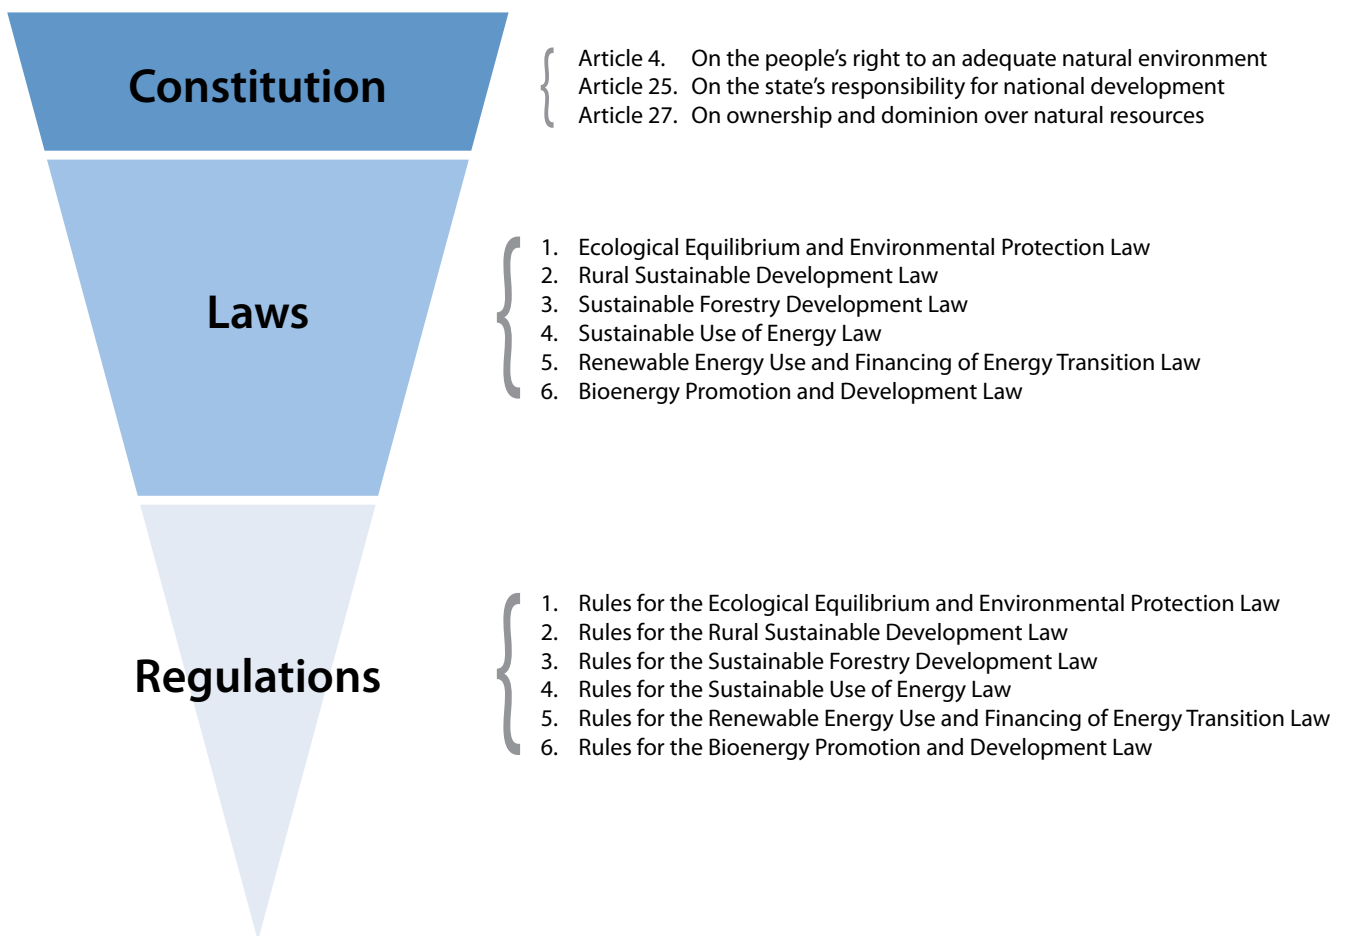 Constitution
Article 4. On the people’s right to an adequate natural environment
Article 25. On the state’s responsibility for national development
Article 27. On ownership and dominion over natural resources
Laws
1. Ecological Equilibrium and Environmental Protection Law
2. Rural Sustainable Development Law
3. Sustainable Forestry Development Law
4. Sustainable Use of Energy Law
5. Renewable Energy Use and Financing of Energy Transition Law
6. Bioenergy Promotion and Development Law
Regulations
1. Rules for the Ecological Equilibrium and Environmental Protection Law
2. Rules for the Rural Sustainable Development Law
3. Rules for the Sustainable Forestry Development Law
4. Rules for the Sustainable Use of Energy Law
5. Rules for the Renewable Energy Use and Financing of Energy Transition Law
6. Rules for the Bioenergy Promotion and Development Law